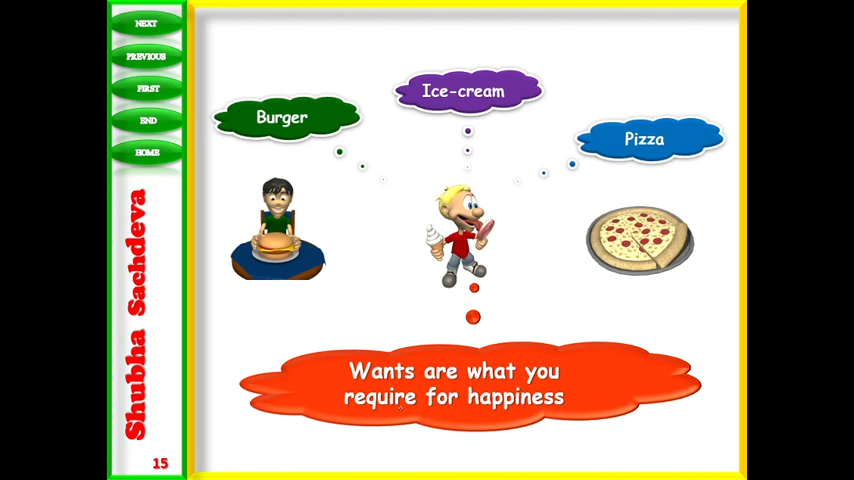 NEXT
PREVIOUS
FIRST
END
HOME
Shubha Sachdeva
15
Ice-cream
Burger
Pizza
Wants are what you
require for happiness